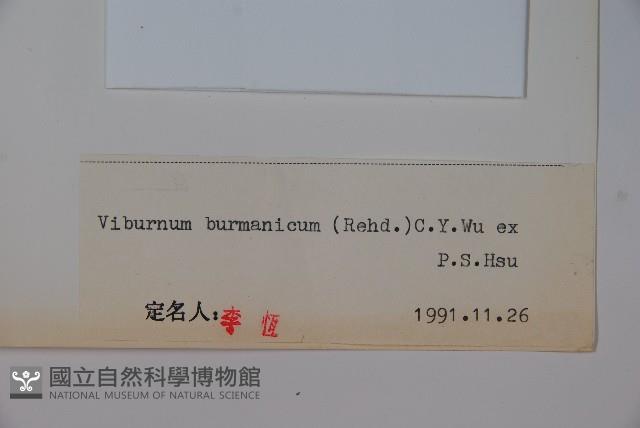 Viburnum burmanicum (Rehd.)C.Y.Wu ex
P.S.Hsu
定名人:李 恆 1991.11.26
國立自然科學博物館
NATIONAL MUSEUM OF NATURAL SCIENCE